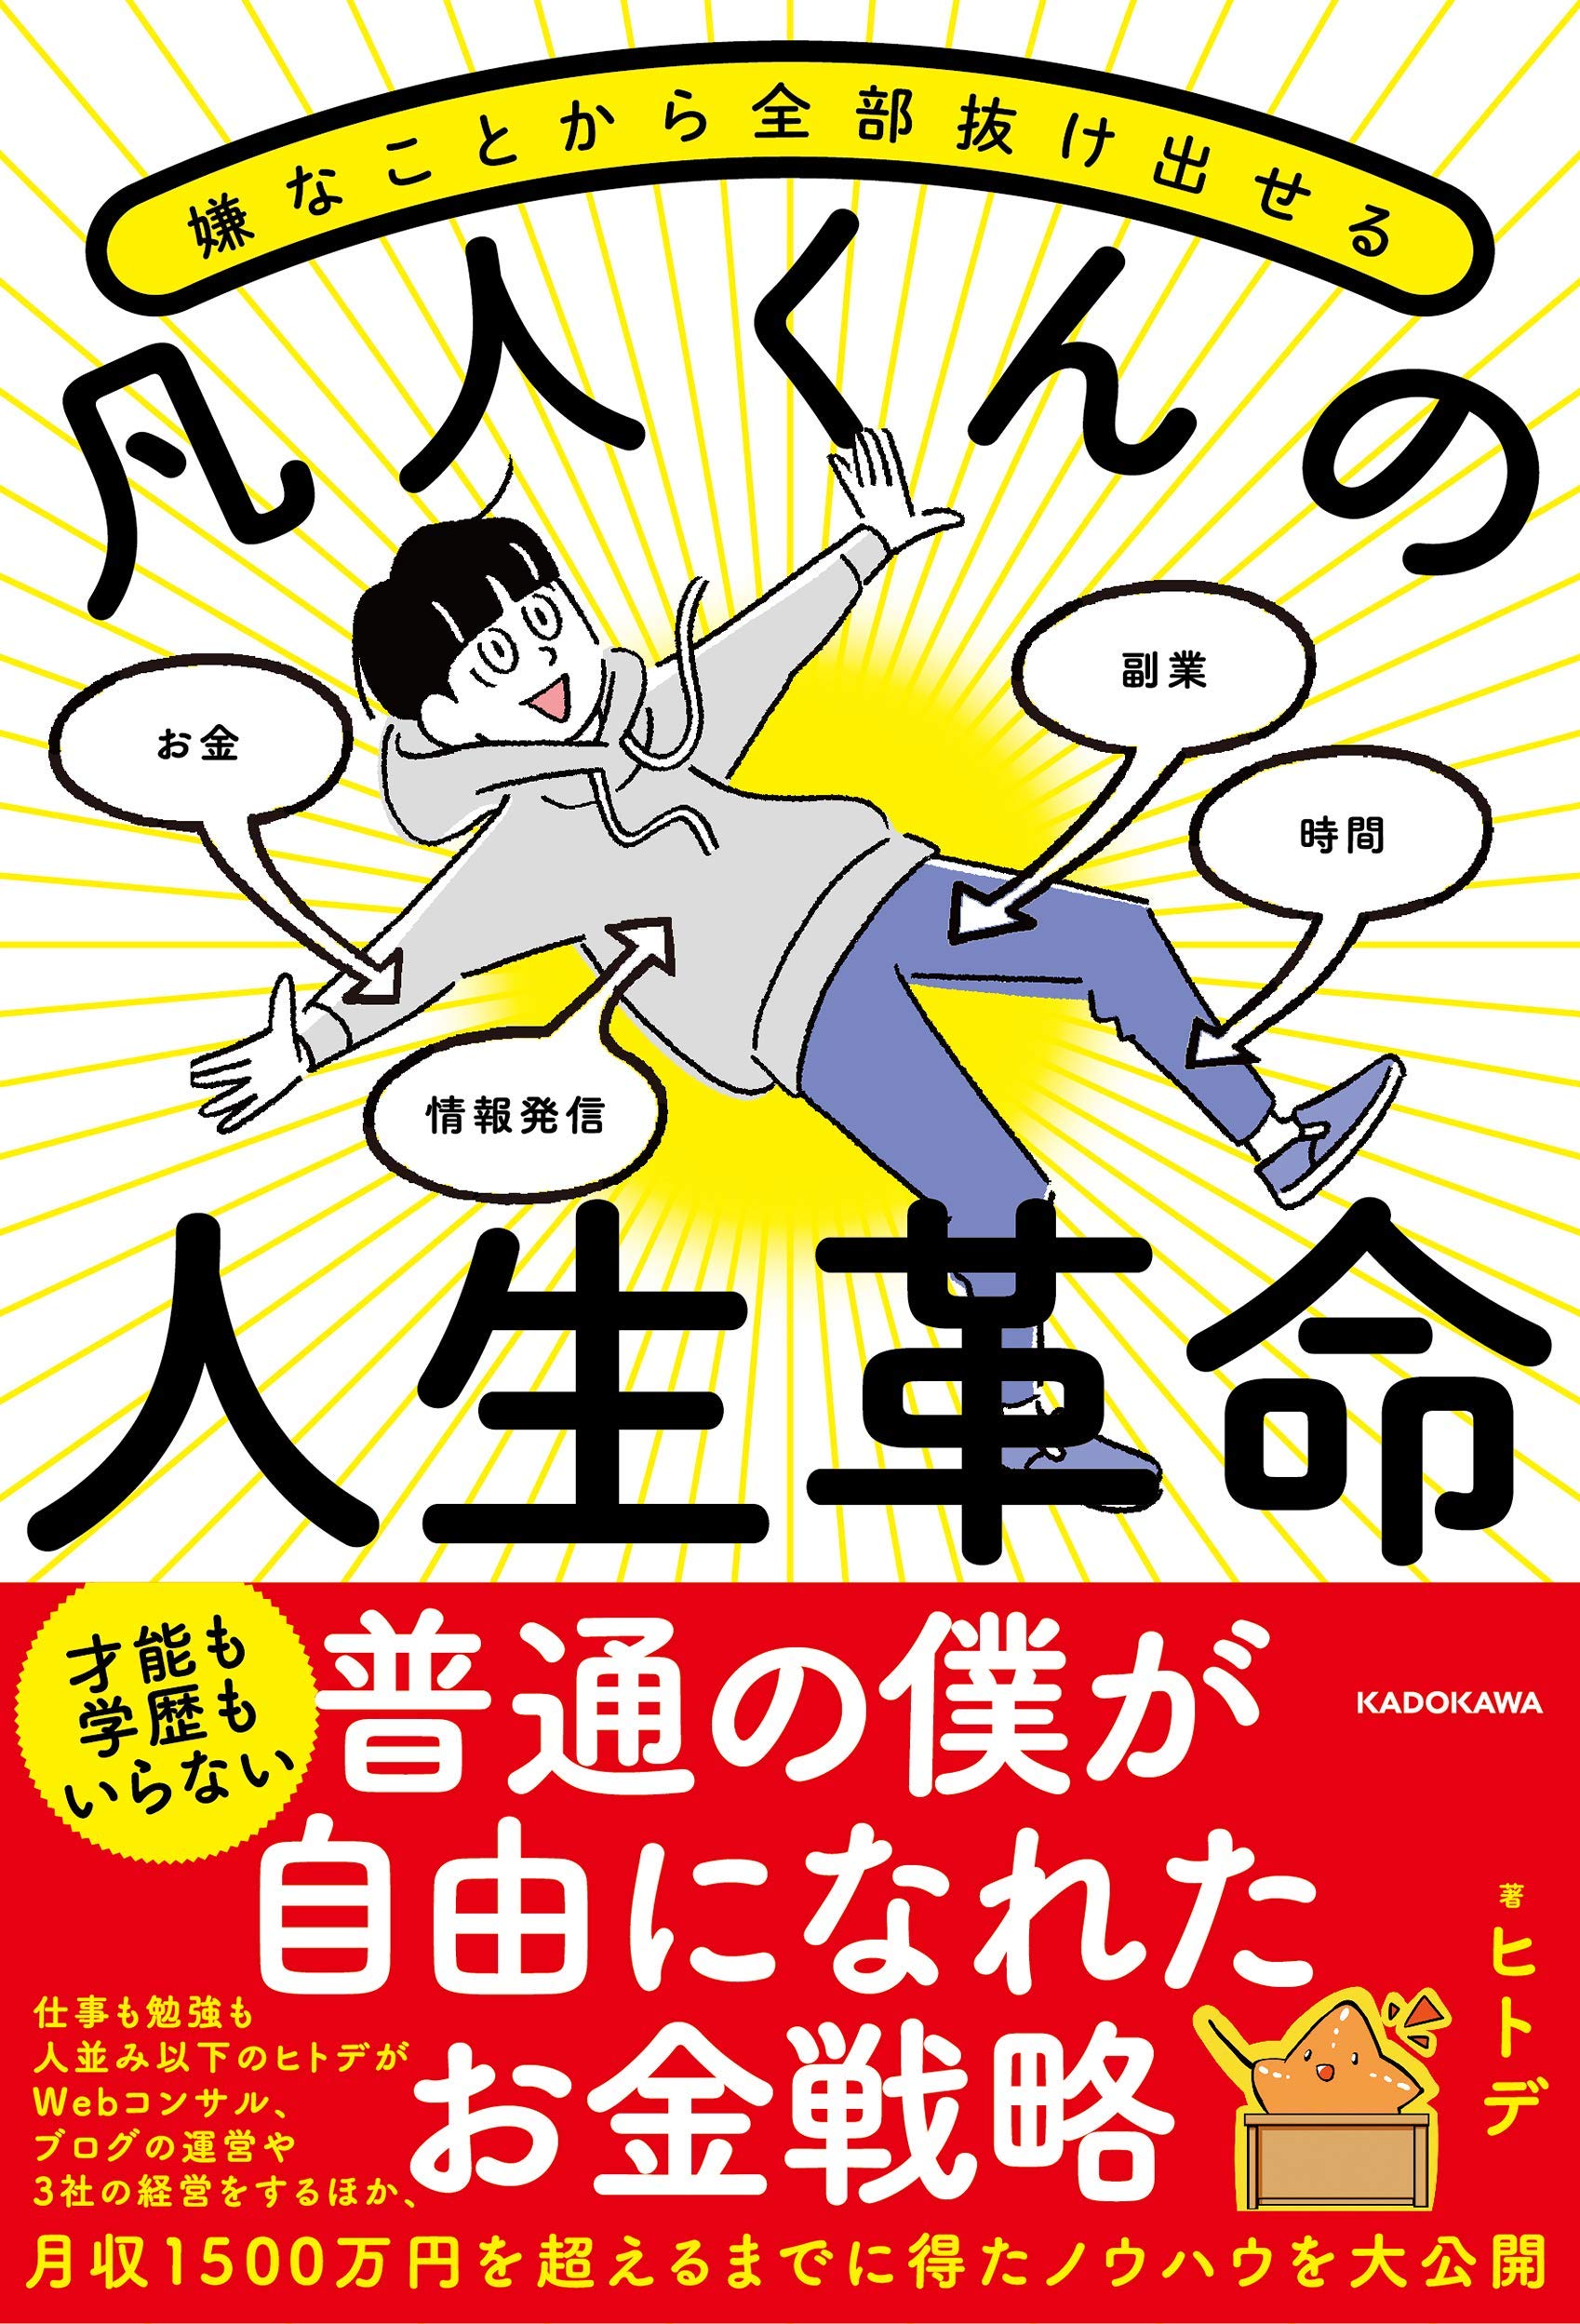 嫌なことから全部抜け出せる
凡人くんの
お金
副業
時間
情報発信
人生革命
才能も
学歴も
いらない
普通の僕が
自由になれた
お金戦略
KADOKAWA
著 ヒトデ
仕事も勉強も
人並み以下のヒトデが
Webコンサル、
ブログの運営や
3社の経営をするほか、
月収1500万円を超えるまでに得たノウハウを大公開